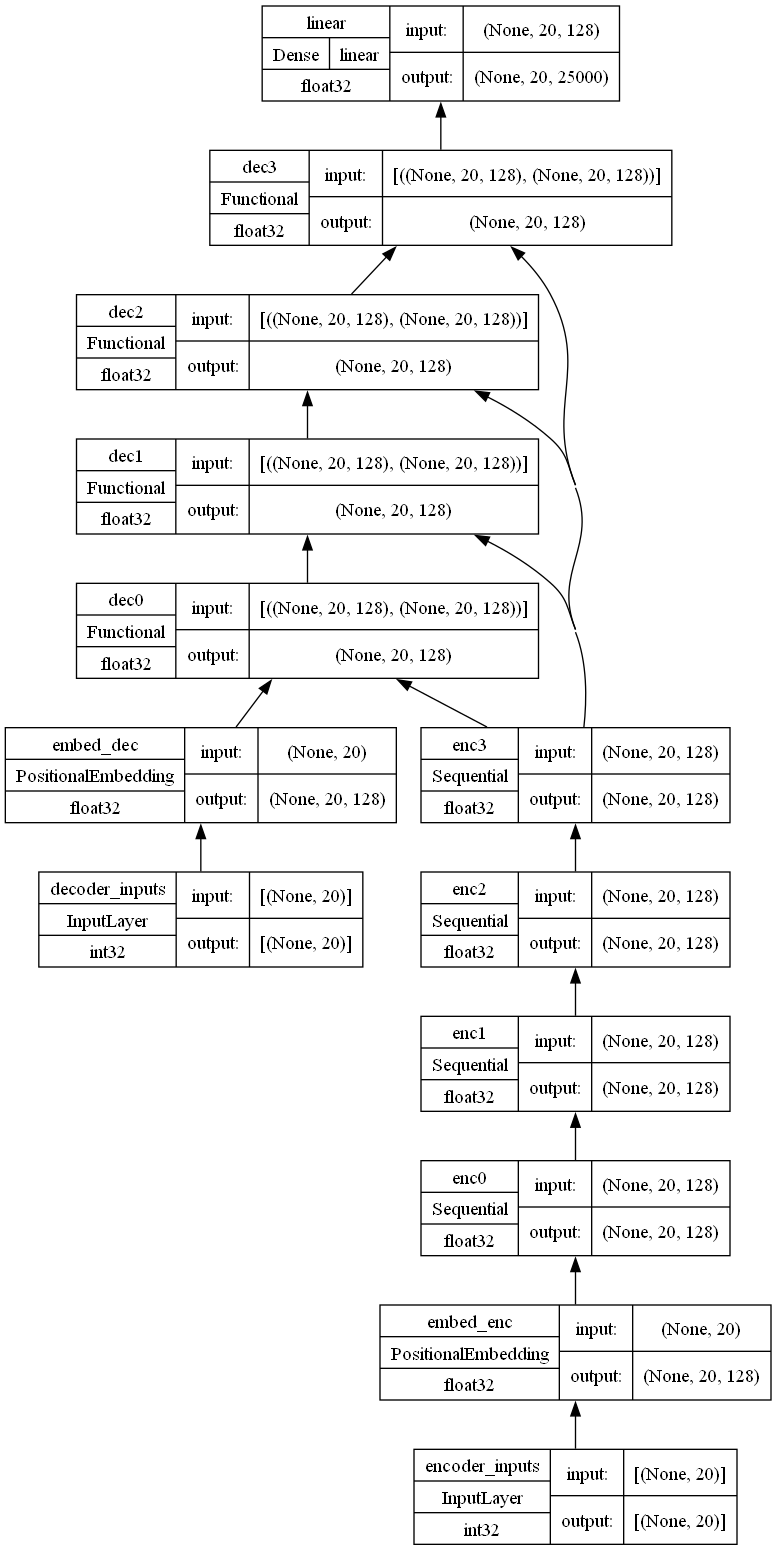 linear
Dense linear
float32
input: (None, 20, 128)
output: (None, 20, 25000)
dec3
Functional
float32
input: [((None, 20, 128), (None, 20, 128))]
output: (None, 20, 128)
dec2
Functional
float32
input: [((None, 20, 128), (None, 20, 128))]
output: (None, 20, 128)
dec1
Functional
float32
input: [((None, 20, 128), (None, 20, 128))]
output: (None, 20, 128)
dec0
Functional
float32
input: [((None, 20, 128), (None, 20, 128))]
output: (None, 20, 128)
embed_dec
PositionalEmbedding
float32
input: (None, 20)
output: (None, 20, 128)
enc3
Sequential
float32
input: (None, 20, 128)
output: (None, 20, 128)
decoder_inputs
InputLayer
int32
input: [(None, 20)]
output: [(None, 20)]
enc2
Sequential
float32
input: (None, 20, 128)
output: (None, 20, 128)
enc1
Sequential
float32
input: (None, 20, 128)
output: (None, 20, 128)
enc0
Sequential
float32
input: (None, 20, 128)
output: (None, 20, 128)
embed_enc
PositionalEmbedding
float32
input: (None, 20)
output: (None, 20, 128)
encoder_inputs
InputLayer
int32
input: [(None, 20)]
output: [(None, 20)]